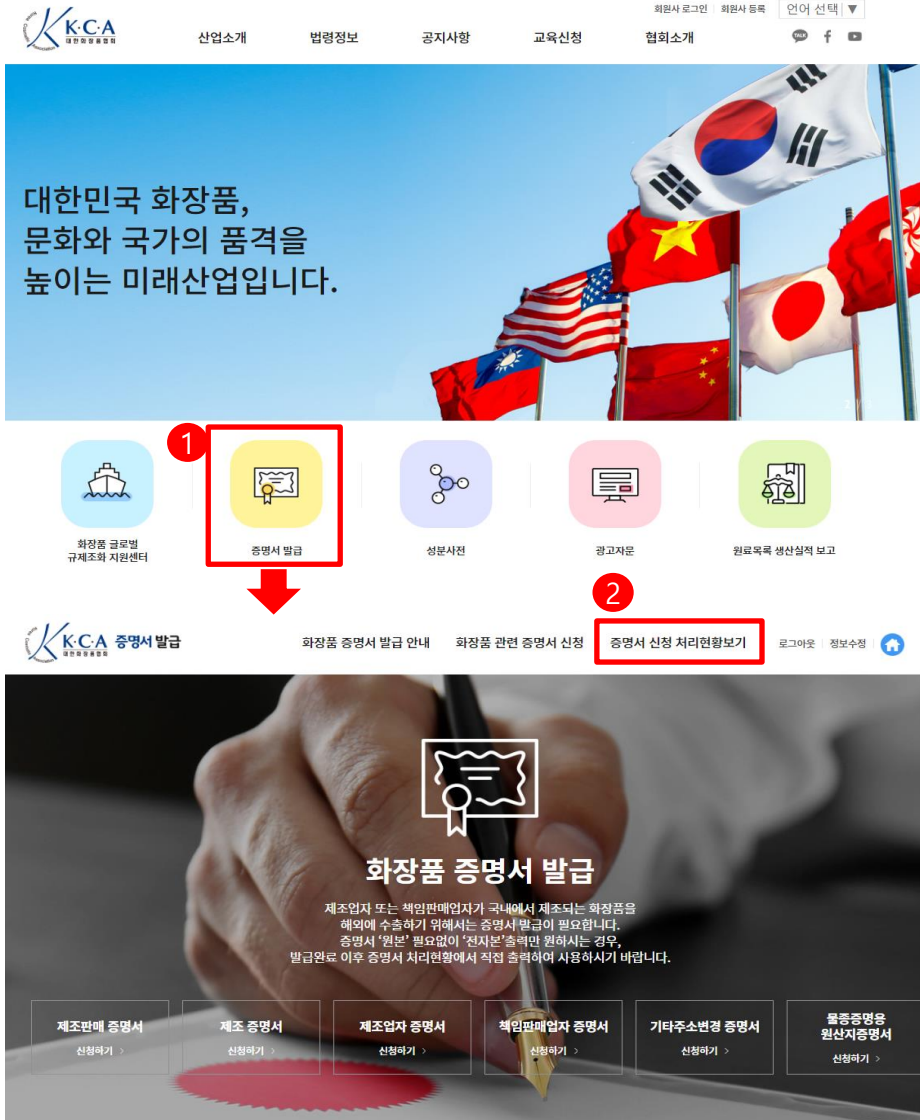 회원사 로그인 회원사 등록 언어 선택 ▼
K·C·A
대한화장품협회
산업소개 법령정보 공지사항 교육신청 협회소개
TALK
대한민국 화장품,
문화와 국가의 품격을
높이는 미래산업입니다.
1
화장품 글로벌
규제조화 지원센터
증명서 발급
성분사전
광고자문
원료목록 생산실적 보고
2
K·C·A 증명서 발급
대한화장품협회
화장품 증명서 발급 안내 화장품 관련 증명서 신청 증명서 신청 처리현황보기 로그아웃 정보수정
화장품 증명서 발급
제조업자 또는 책임판매업자가 국내에서 제조되는 화장품을
해외에 수출하기 위해서는 증명서 발급이 필요합니다.
증명서 ‘원본’ 필요없이 ‘전자본’출력만 원하시는 경우,
발급완료 이후 증명서 처리현황에서 직접 출력하여 사용하시기 바랍니다.
제조판매 증명서
신청하기 >
제조 증명서
신청하기 >
제조업자 증명서
신청하기 >
책임판매업자 증명서
신청하기 >
기타주소변경 증명서
신청하기 >
물종증명용
원산지증명서
신청하기 >